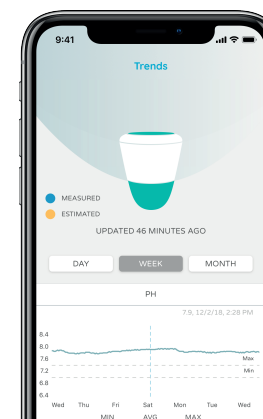 9:41
Trends
MEASURED
ESTIMATED
UPDATED 46 MINUTES AGO
DAY WEEK MONTH
PH
7.9, 12/2/18, 2:28 PM
8.4
8.0
7.6 Max
7.2 Min
6.8
6.4
Wed Thu Fri Sat Mon Tue Wed
MIN AVG MAX